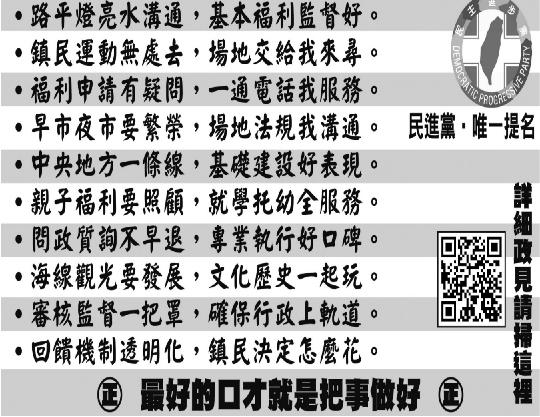 ・路平燈亮水溝通，基本福利監督好。
・鎮民運動無處去，場地交給我來尋。
・福利申請有疑問，一通電話我服務。
・早市夜市要繁榮，場地法規我溝通。
・中央地方一條線，基礎建設好表現。
・親子福利要照顧，就學托幼全服務。
・問政質詢不早退，專業執行好口碑。
・海線觀光要發展，文化歷史一起玩。
・審核監督一把罩，確保行政上軌道。
・回饋機制透明化，鎮民決定怎麼花。
㊣ 最好的口才就是把事做好 ㊣
民主進步黨
DEMOCRATIC PROGRESSIVE PARTY
民進黨・唯一提名
詳細政見請掃這裡